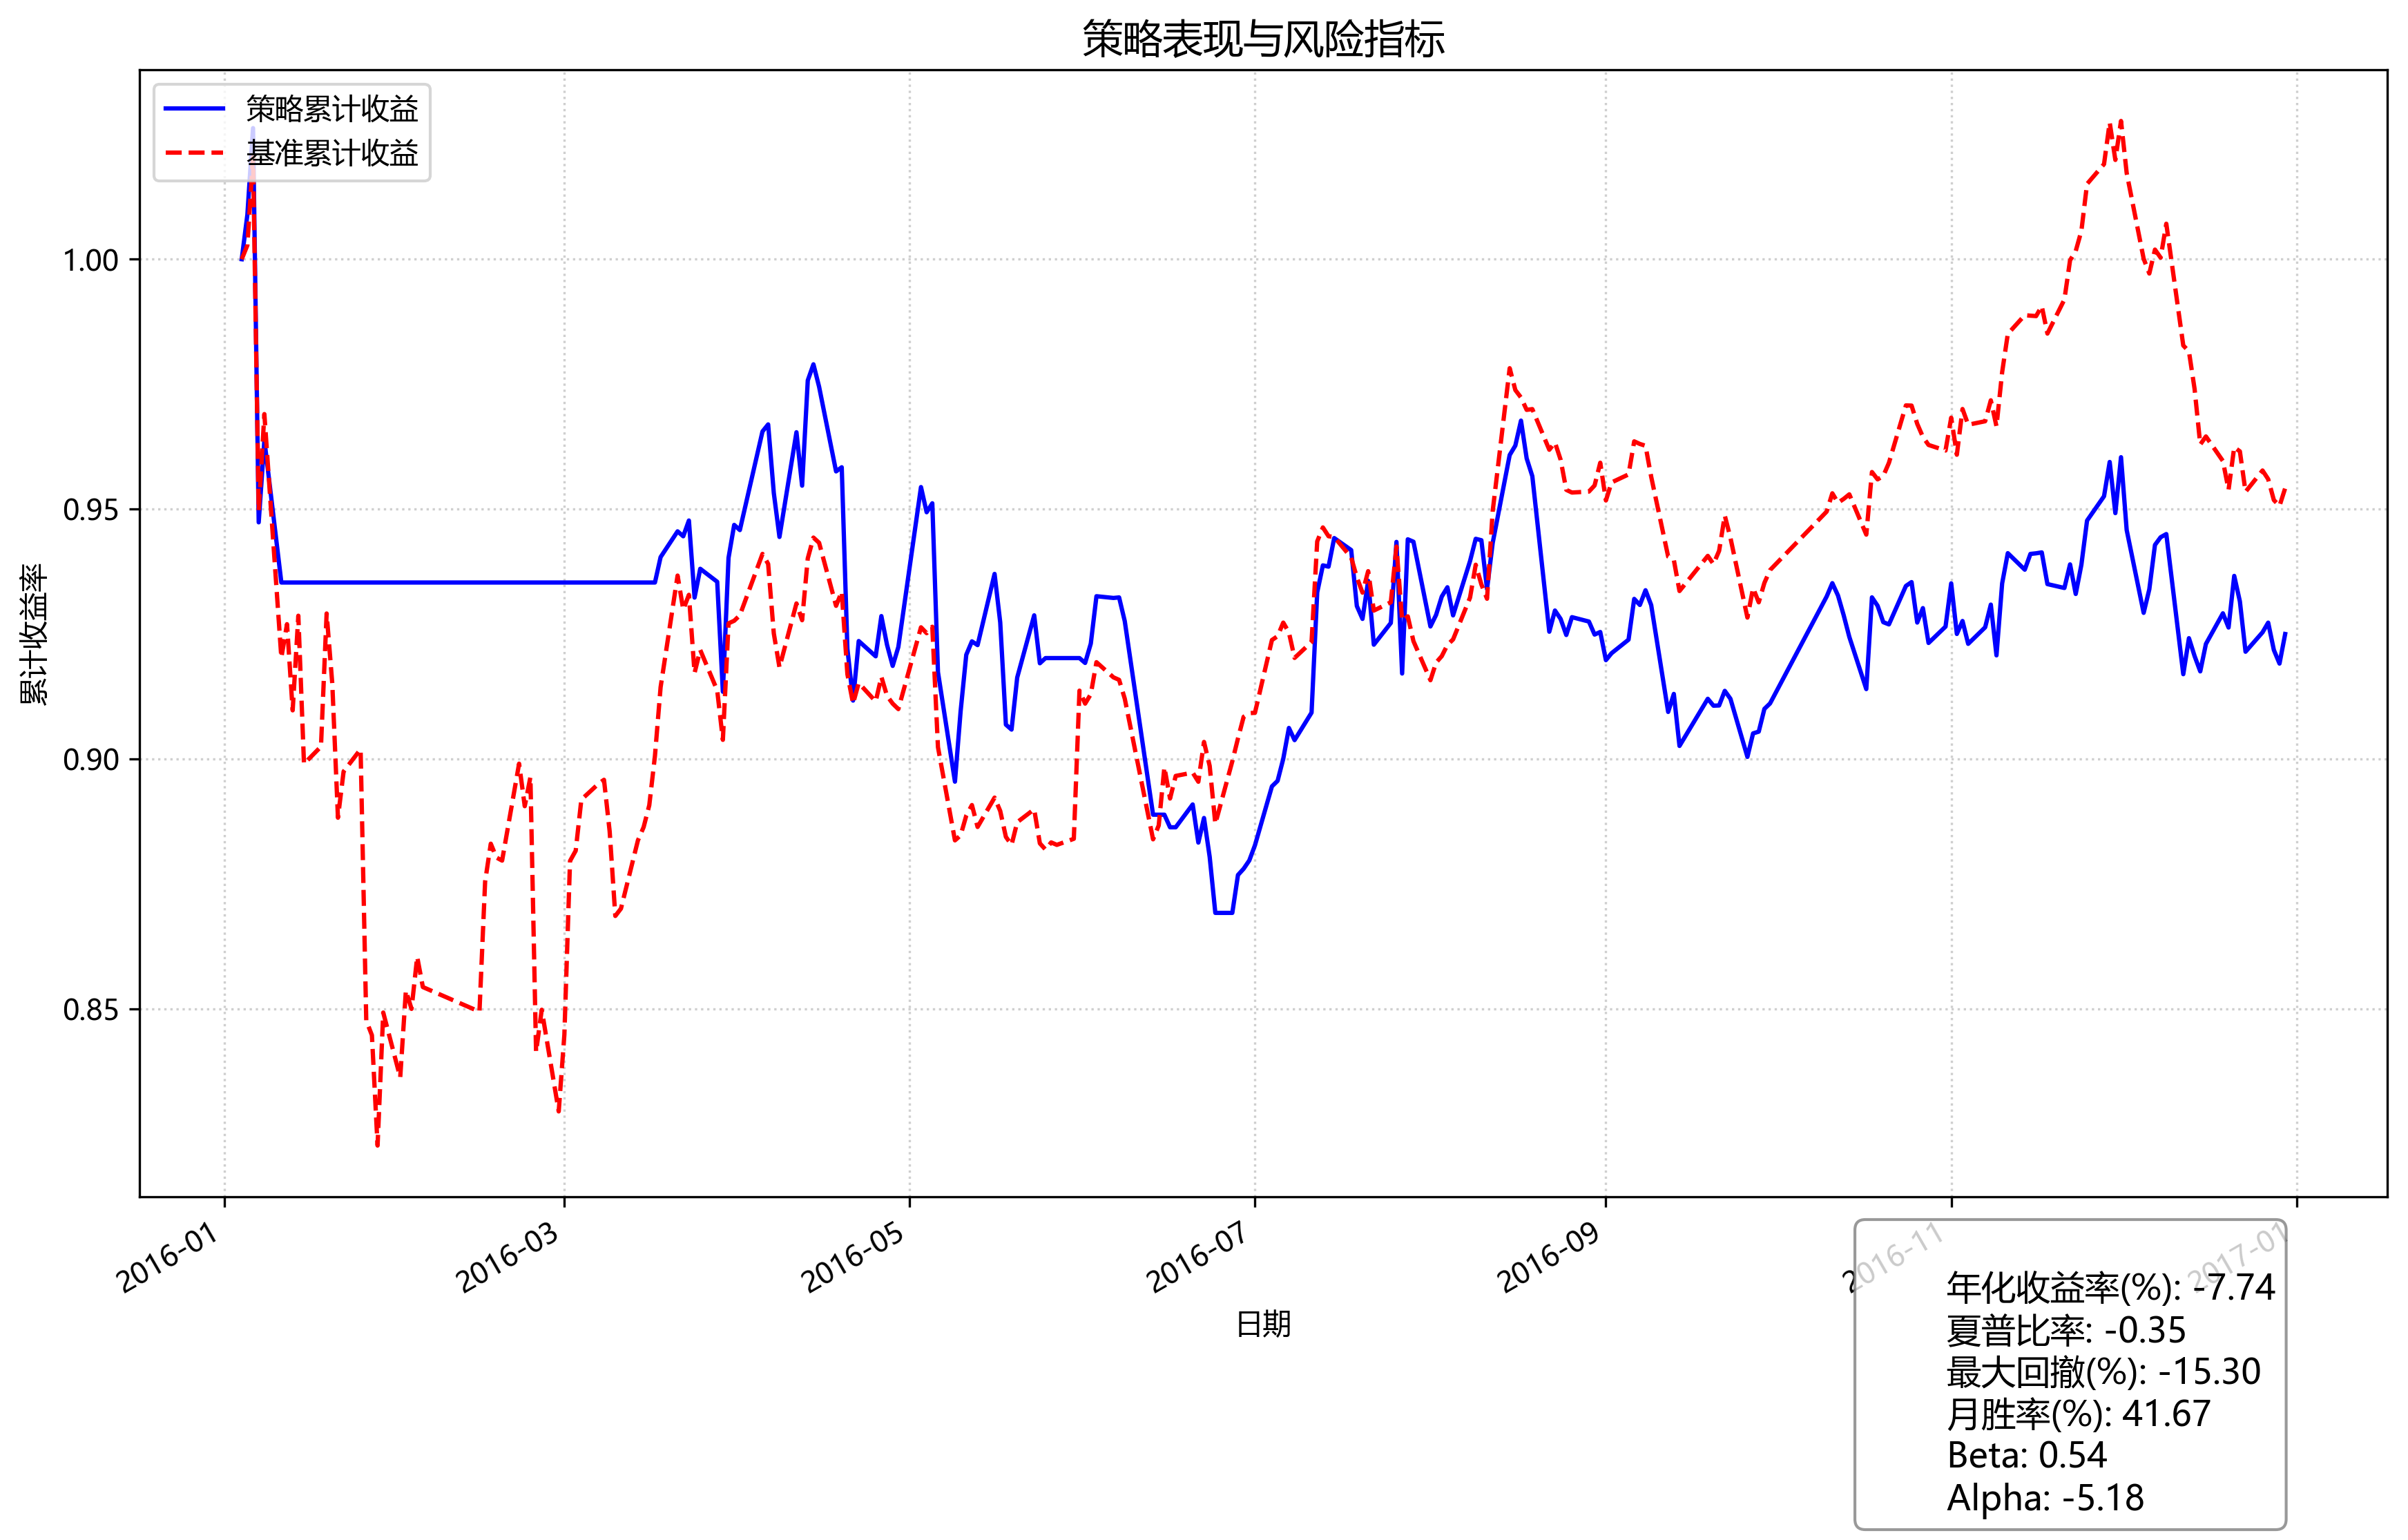 策略表现与风险指标
策略累计收益
基准累计收益
累计收益率
1.00
0.95
0.90
0.85
2016-01
2016-03
2016-05
2016-07
2016-09
2016-11
2017-01
日期
年化收益率(%): -7.74
夏普比率: -0.35
最大回撤(%): -15.30
月胜率(%): 41.67
Beta: 0.54
Alpha: -5.18